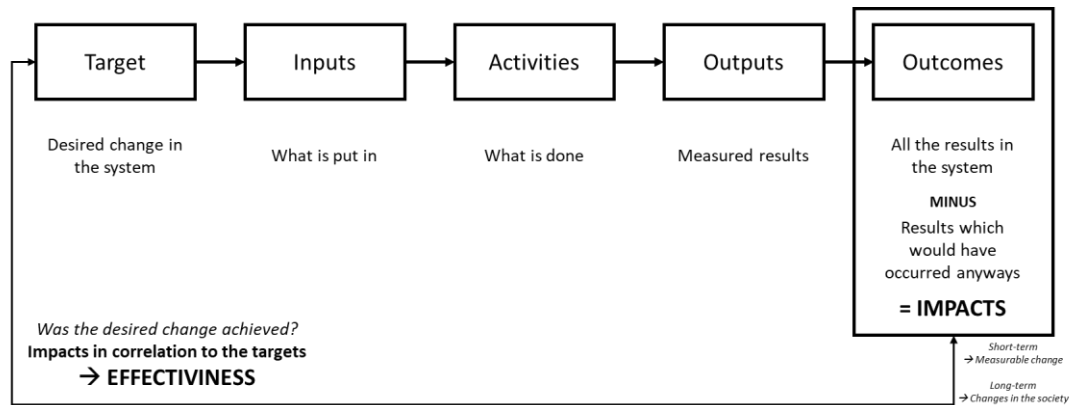 Target
Inputs
Activities
Outputs
Outcomes
Desired change in
the system
What is put in
What is done
Measured results
All the results in
the system
MINUS
Results which
would have
occurred anyways
= IMPACTS
Was the desired change achieved?
Impacts in correlation to the targets
→ EFFECTIVINESS
Short-term
→ Measurable change
Long-term
→ Changes in the society